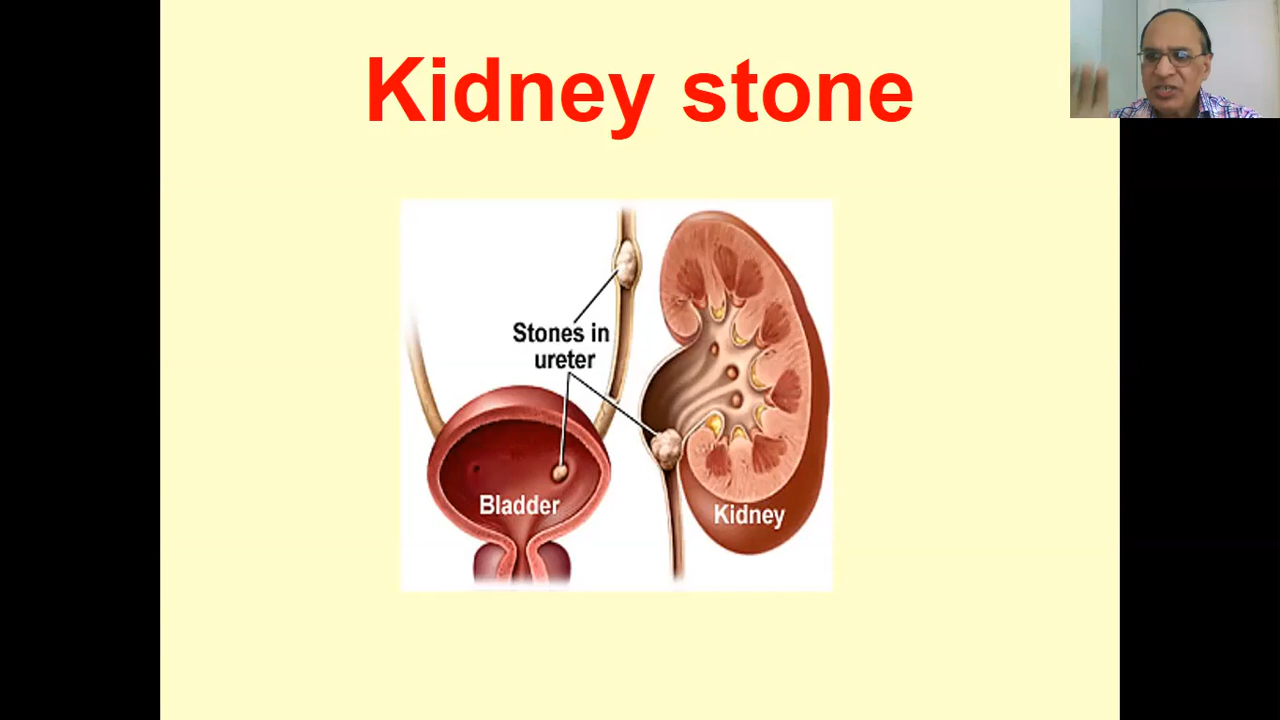 Kidney stone
Stones in
ureter
Bladder
Kidney